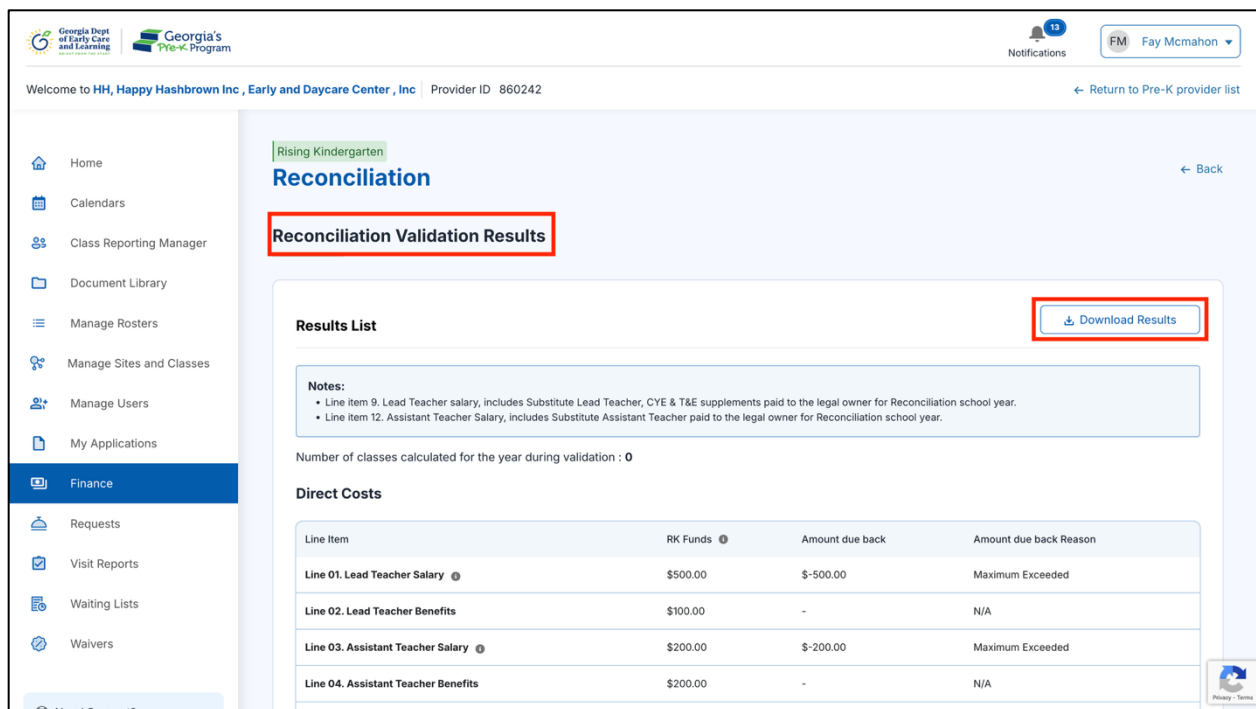 Georgia Dept
of Early Care
and Learning
Georgia's
Pre-K Program
13
Notifications
FM Fay Mcmahon
Welcome to HH, Happy Hashbrown Inc , Early and Daycare Center , Inc Provider ID 860242
← Return to Pre-K provider list
Home
Calendars
Class Reporting Manager
Document Library
Manage Rosters
Manage Sites and Classes
Manage Users
My Applications
Finance
Requests
Visit Reports
Waiting Lists
Waivers
Rising Kindergarten
Reconciliation
← Back
Reconciliation Validation Results
Results List
Download Results
Notes:
• Line item 9. Lead Teacher salary, includes Substitute Lead Teacher, CYE & T&E supplements paid to the legal owner for Reconciliation school year.
• Line item 12. Assistant Teacher Salary, includes Substitute Assistant Teacher paid to the legal owner for Reconciliation school year.
Number of classes calculated for the year during validation : 0
Direct Costs
Line Item RK Funds Amount due back Amount due back Reason
Line 01. Lead Teacher Salary $500.00 $-500.00 Maximum Exceeded
Line 02. Lead Teacher Benefits $100.00 - N/A
Line 03. Assistant Teacher Salary $200.00 $-200.00 Maximum Exceeded
Line 04. Assistant Teacher Benefits $200.00 - N/A
Privacy - Terms